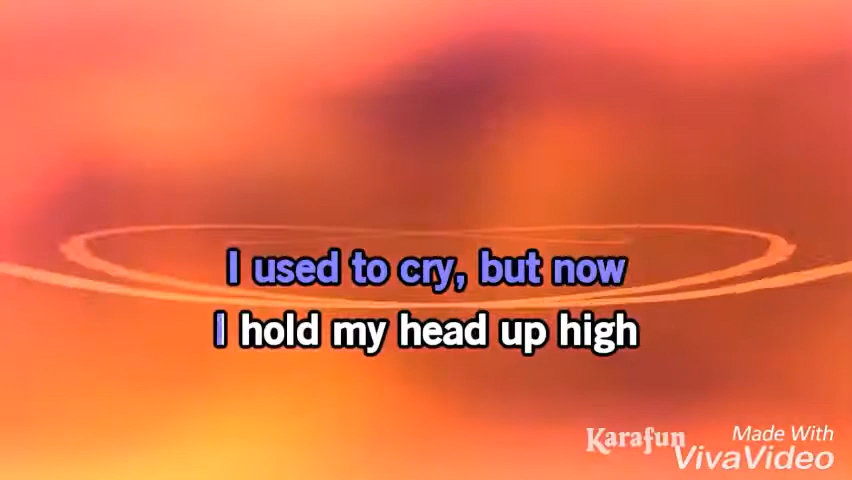 I used to cry, but now
I hold my head up high
Karafun
Made With
VivaVideo